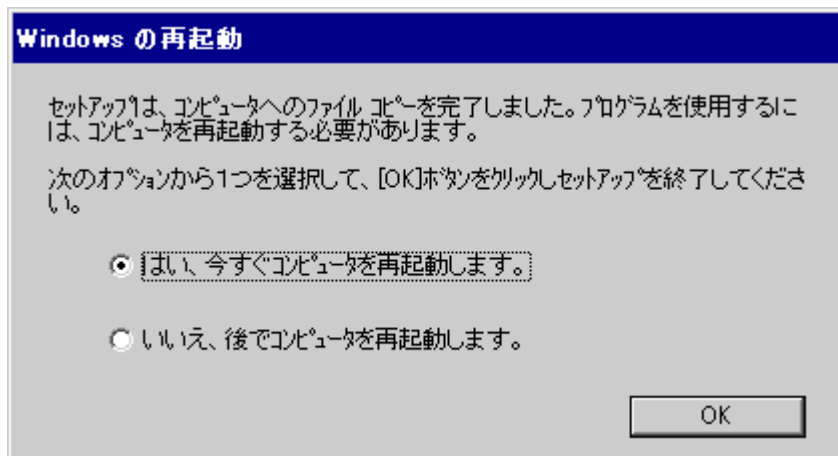 Windows の再起動
セットアップは、コンピュータへのファイル コピーを完了しました。プログラムを使用するに
は、コンピュータを再起動する必要があります。
次のオプションから1つを選択して、[OK]ボタンをクリックしセットアップを終了してくださ
い。
はい、今すぐコンピュータを再起動します。
いいえ、後でコンピュータを再起動します。
OK